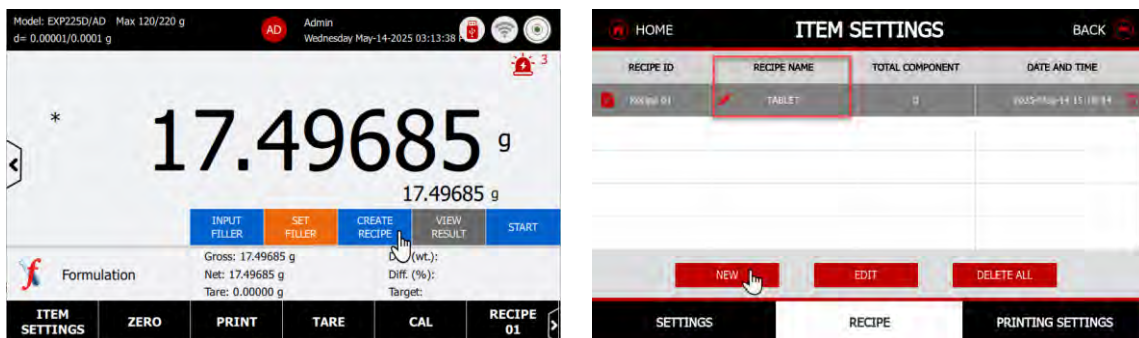 Model: EXP225D/AD Max 120/220 g
d= 0.00001/0.0001 g
AD
Admin
Wednesday May-14-2025 03:13:38
3
*
17.49685 g
17.49685 g
INPUT FILLER
SET FILLER
CREATE RECIPE
VIEW RESULT
START
Formulation
Gross: 17.49685 g
Net: 17.49685 g
Tare: 0.00000 g
(wt.):
Diff. (%):
Target:
ITEM SETTINGS
ZERO
PRINT
TARE
CAL
RECIPE 01
HOME
ITEM SETTINGS
BACK
RECIPE ID
RECIPE NAME
TOTAL COMPONENT
DATE AND TIME
Recipe 01
TABLET
0
NEW
EDIT
DELETE ALL
SETTINGS
RECIPE
PRINTING SETTINGS